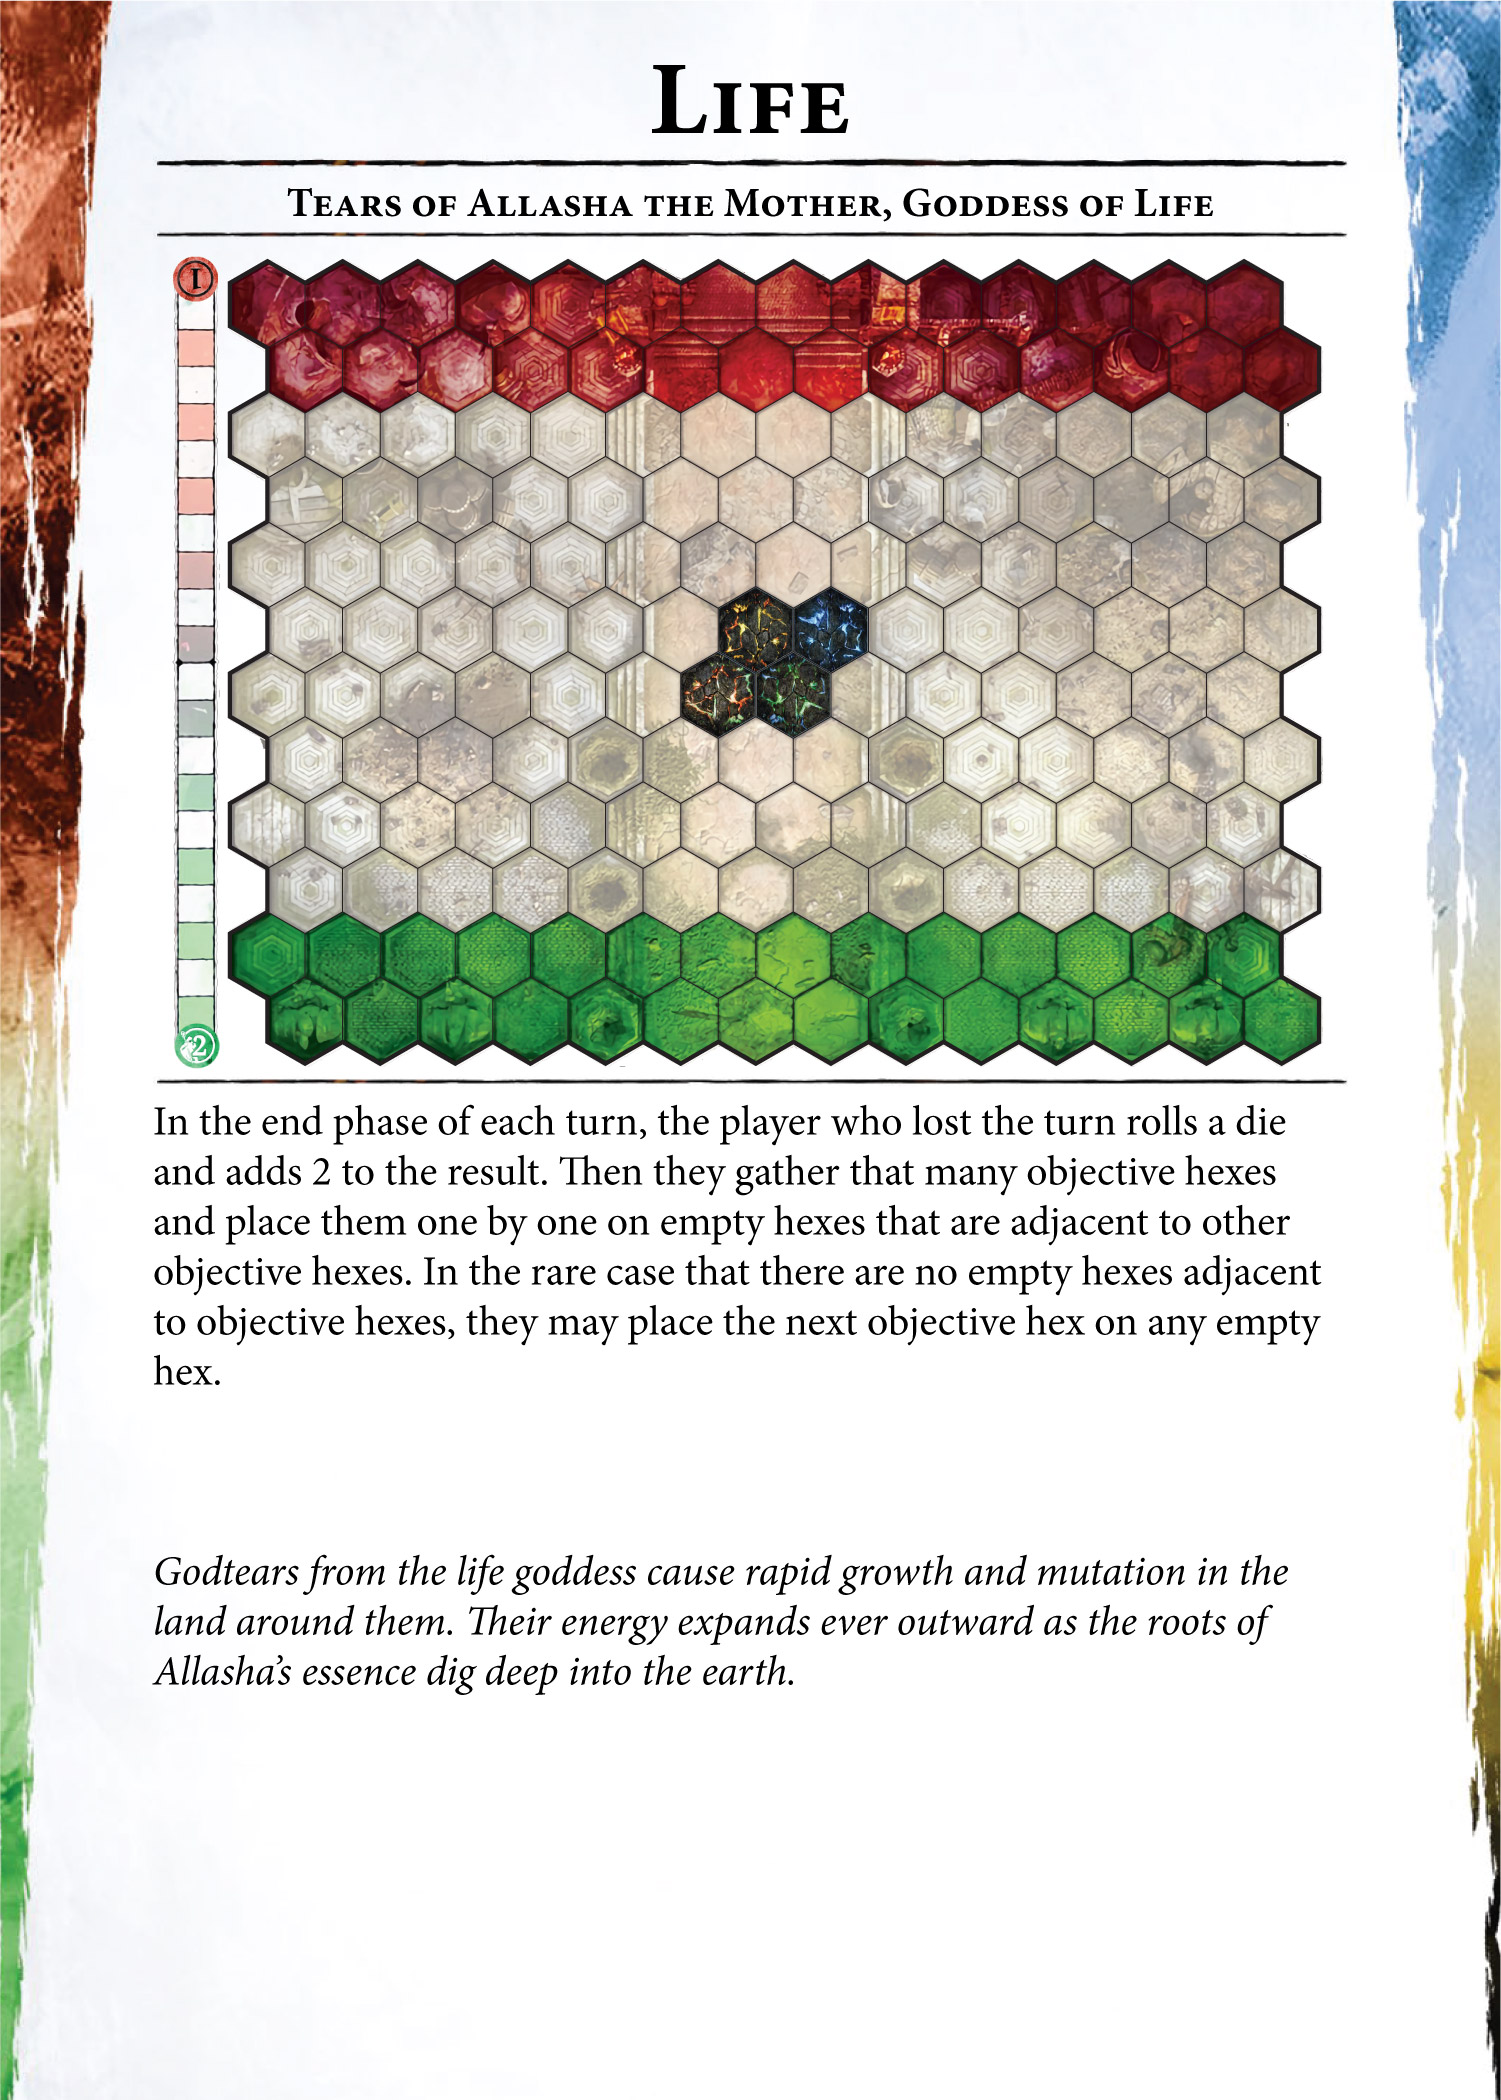 Life
Tears of Allasha the Mother, Goddess of Life
1
2
In the end phase of each turn, the player who lost the turn rolls a die
and adds 2 to the result. Then they gather that many objective hexes
and place them one by one on empty hexes that are adjacent to other
objective hexes. In the rare case that there are no empty hexes adjacent
to objective hexes, they may place the next objective hex on any empty
hex.
Godtears from the life goddess cause rapid growth and mutation in the
land around them. Their energy expands ever outward as the roots of
Allasha’s essence dig deep into the earth.